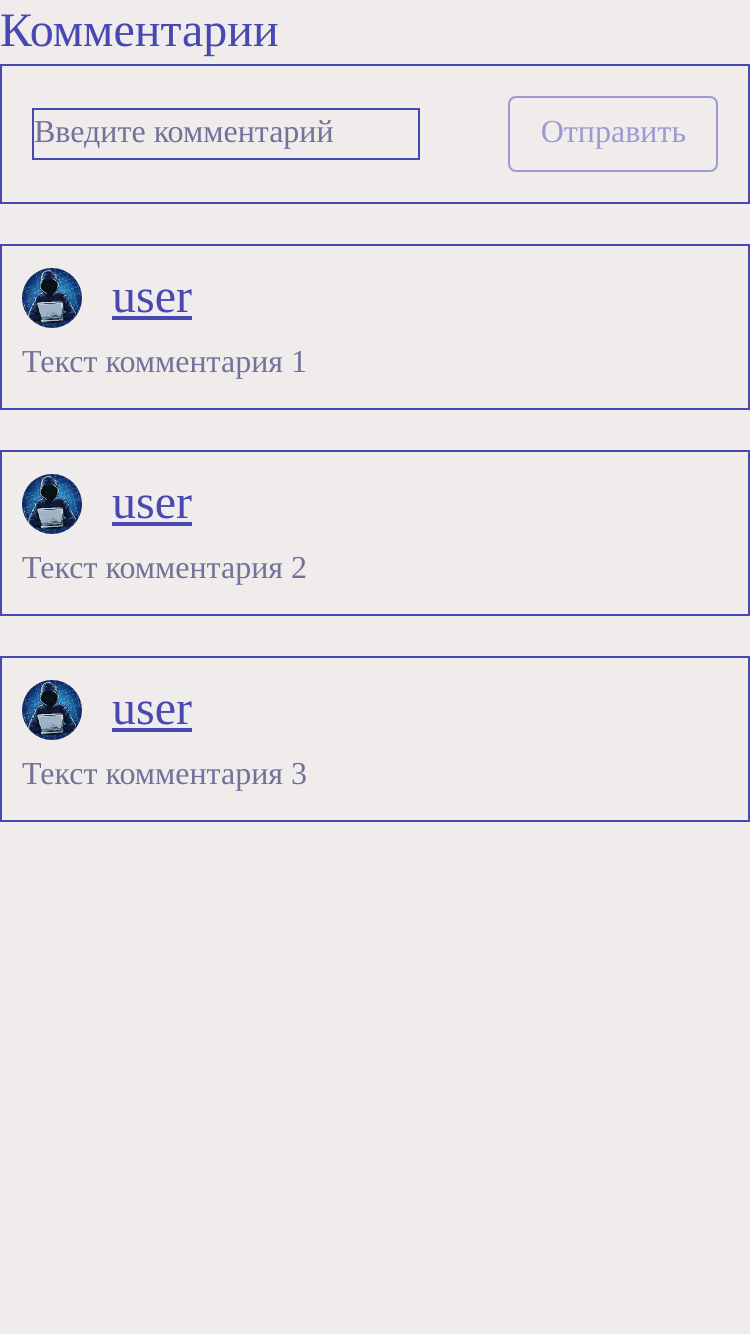 Комментарии
Введите комментарий
Отправить
user
Текст комментария 1
user
Текст комментария 2
user
Текст комментария 3